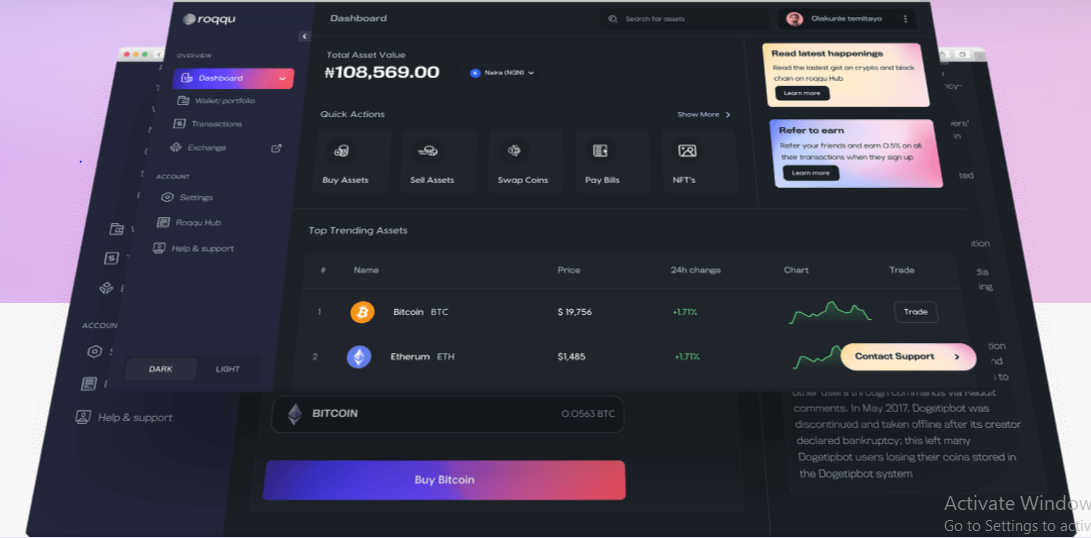 roqqu
Dashboard
Search for assets
Olakunle temitayo
OVERVIEW
Dashboard
Wallet/ portfolio
Transactions
Exchange
ACCOUNT
Settings
Roqqu Hub
Help & support
DARK
LIGHT
Total Asset Value
₦108,569.00
Naira (NGN)
Quick Actions
Show More
Buy Assets
Sell Assets
Swap Coins
Pay Bills
NFT's
Read latest happenings
Read the lastest gist on crypto and block
chain on roqqu Hub
Learn more
Refer to earn
Refer your friends and earn 0.5% on all
their transactions when they sign up
Learn more
Top Trending Assets
# Name Price 24h change Chart Trade
1 Bitcoin BTC $ 19,756 +1.71% Trade
2 Etherum ETH $1,485 +1.71%
Contact Support
ACCOUN
Help & support
BITCOIN
0.0563 BTC
Buy Bitcoin
other users through commands via Reddit
comments. In May 2017, Dogetipbot was
discontinued and taken offline after its creator
declared bankruptcy; this left many
Dogetipbot users losing their coins stored in
the Dogetipbot system
Activate Window
Go to Settings to activ